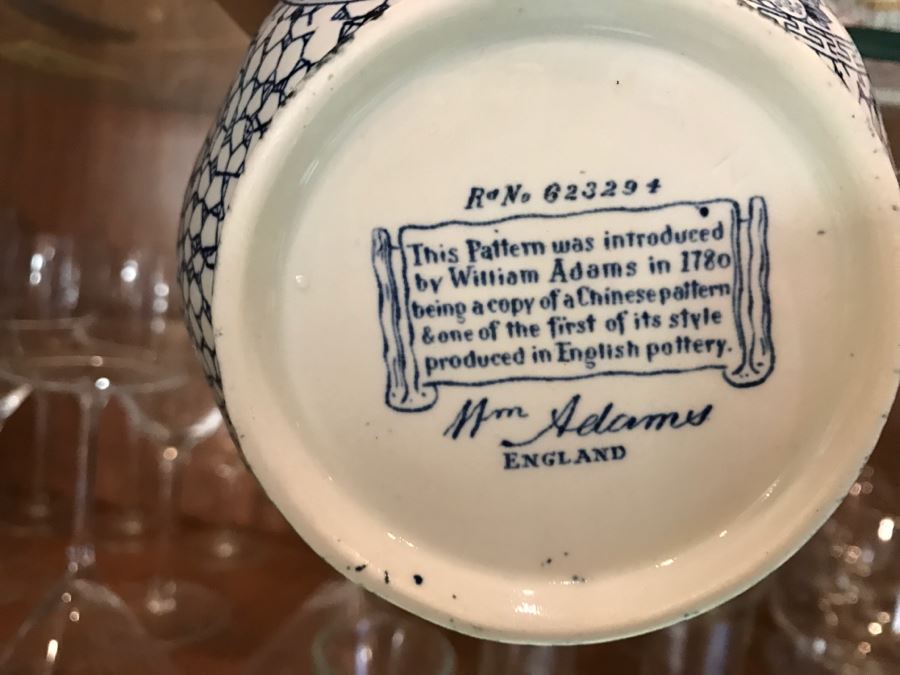 Rd No 623294
This Pattern was introduced
by William Adams in 1780
being a copy of a Chinese pattern
& one of the first of its style
produced in English pottery.
Wm Adams
ENGLAND